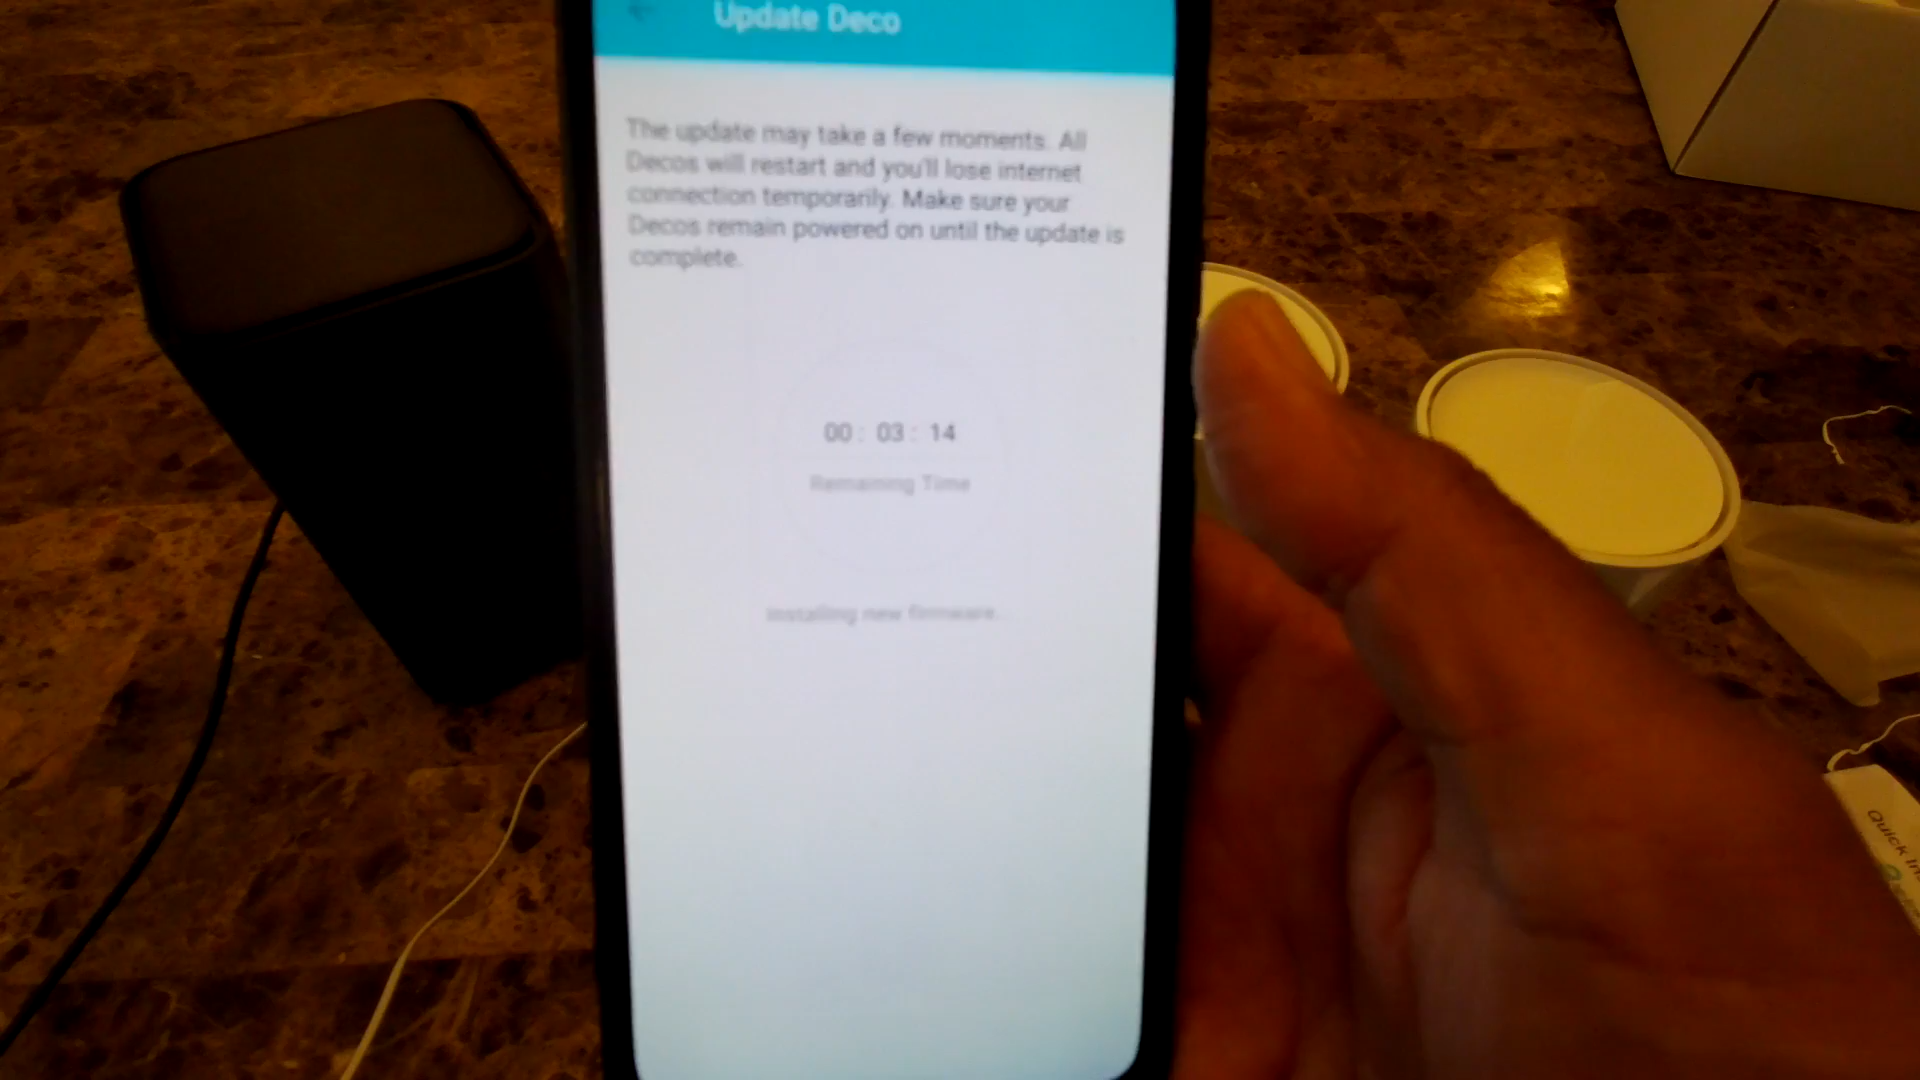 Update Deco
The update may take a few moments. All
Decos will restart and you'll lose internet
connection temporarily. Make sure your
Decos remain powered on until the update is
complete.
00 : 03 : 14
Remaining Time
Installing new firmware.
Quick In